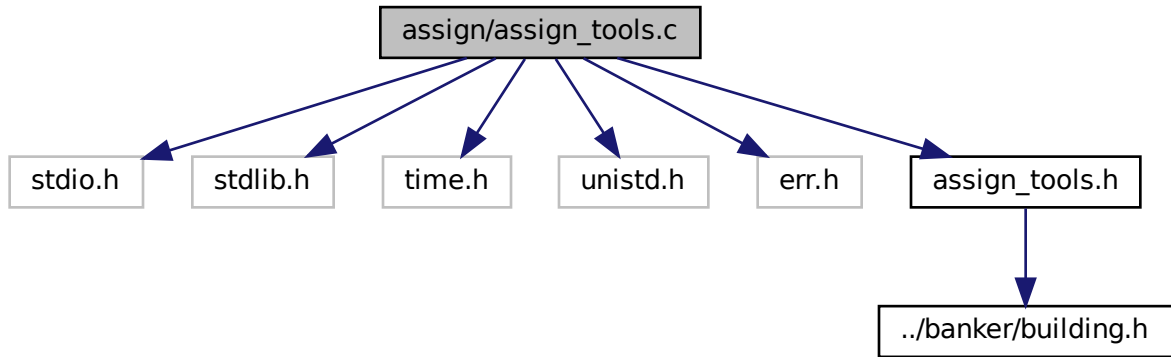 assign/assign_tools.c
stdio.h
stdlib.h
time.h
unistd.h
err.h
assign_tools.h
../banker/building.h